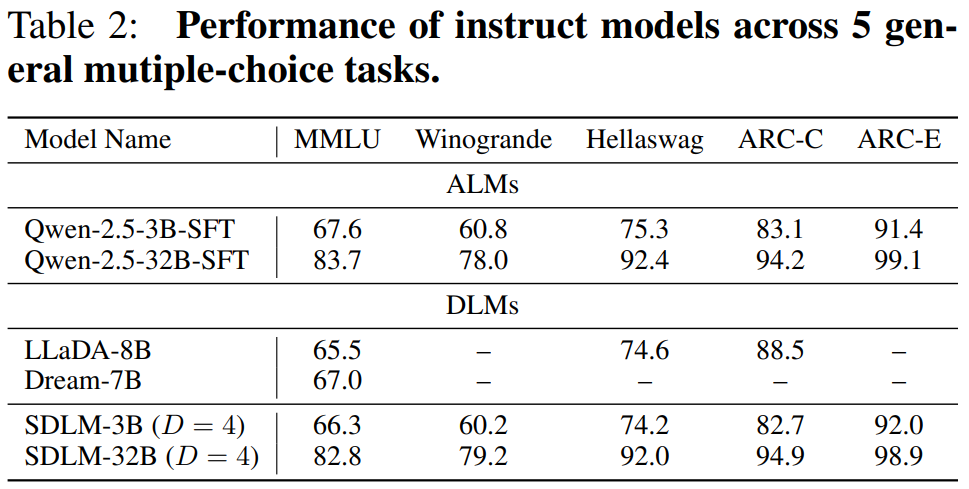 Table 2: Performance of instruct models across 5 gen-
eral mutiple-choice tasks.
Model Name MMLU Winogrande Hellaswag ARC-C ARC-E
ALMs
Qwen-2.5-3B-SFT 67.6 60.8 75.3 83.1 91.4
Qwen-2.5-32B-SFT 83.7 78.0 92.4 94.2 99.1
DLMs
LLaDA-8B 65.5 – 74.6 88.5 –
Dream-7B 67.0 – – – –
SDLM-3B (D = 4) 66.3 60.2 74.2 82.7 92.0
SDLM-32B (D = 4) 82.8 79.2 92.0 94.9 98.9